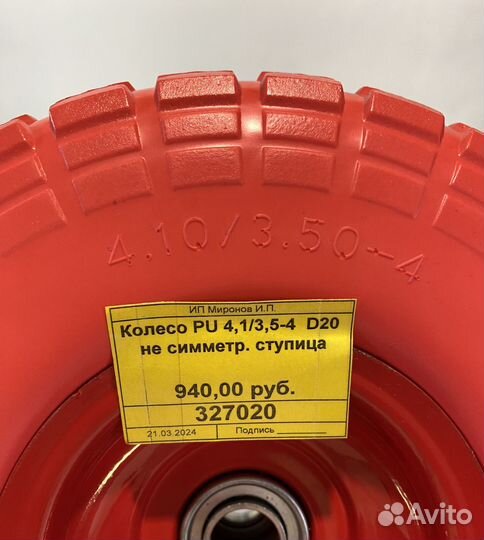 4.10/3.50-4
ИП Миронов И.П.
Колесо PU 4,1/3,5-4 D20
не симметр. ступица
940,00 руб.
327020
21.03.2024 Подпись
Avito